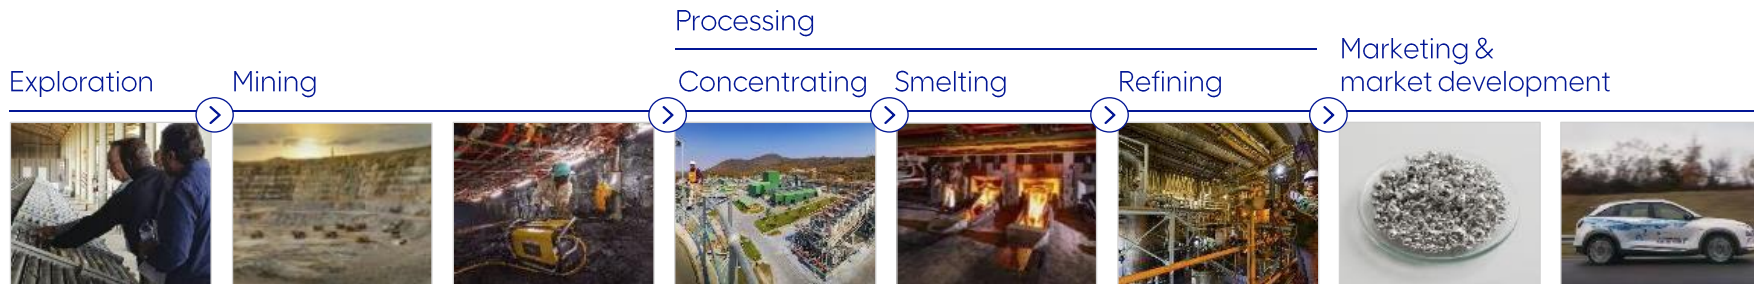 Processing
Marketing &
market development
Exploration
Mining
Concentrating
Smelting
Refining